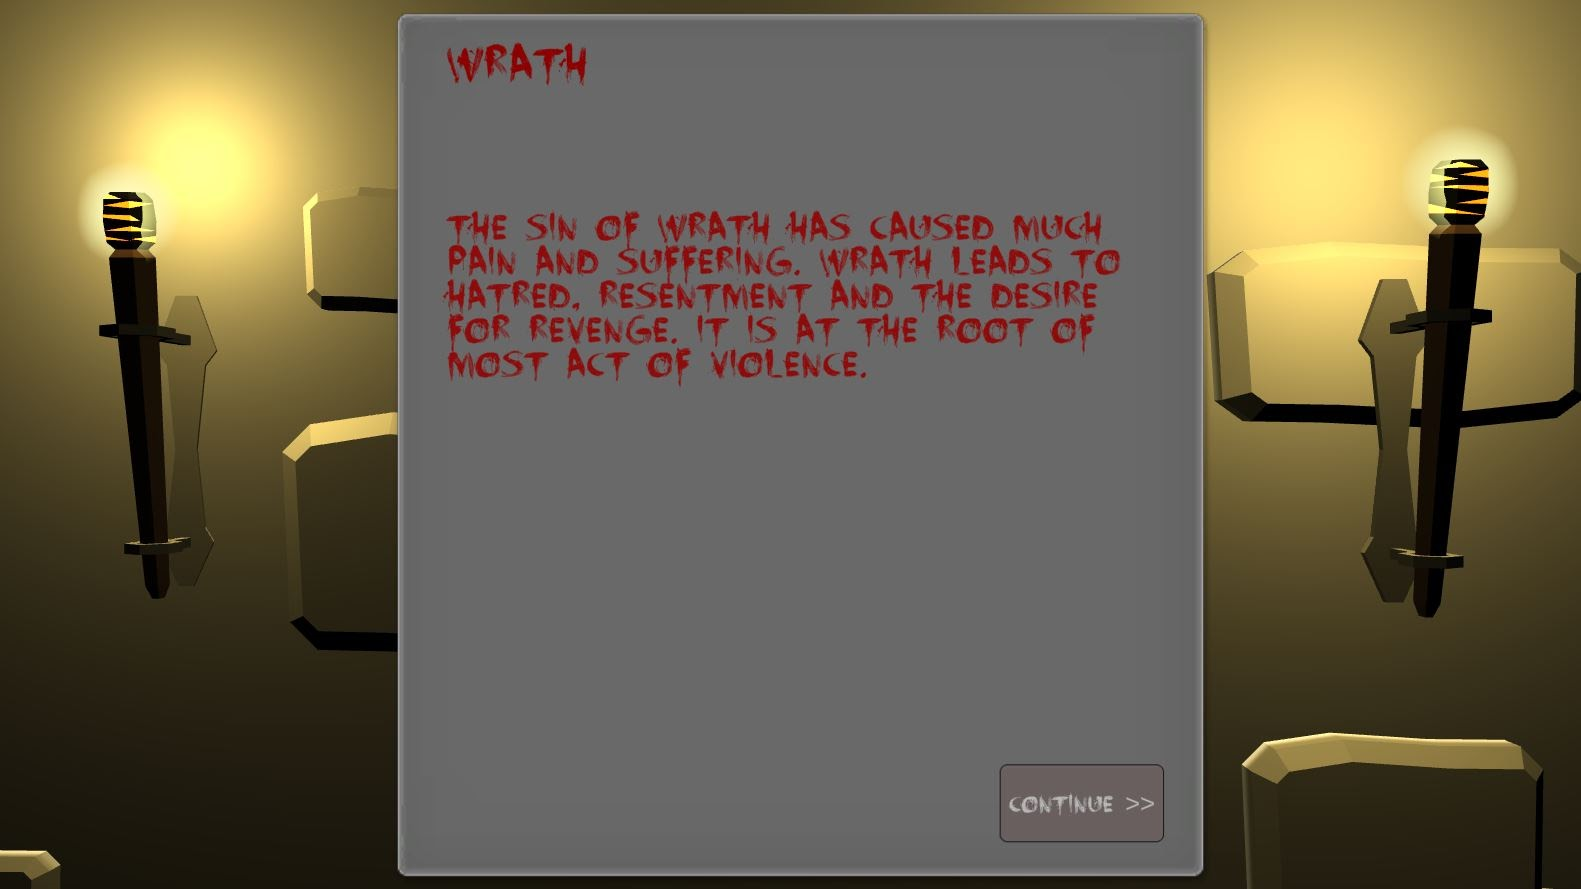 WRATH
THE SIN OF WRATH HAS CAUSED MUCH
PAIN AND SUFFERING. WRATH LEADS TO
HATRED, RESENTMENT AND THE DESIRE
FOR REVENGE. IT IS AT THE ROOT OF
MOST ACT OF VIOLENCE.
CONTINUE >>